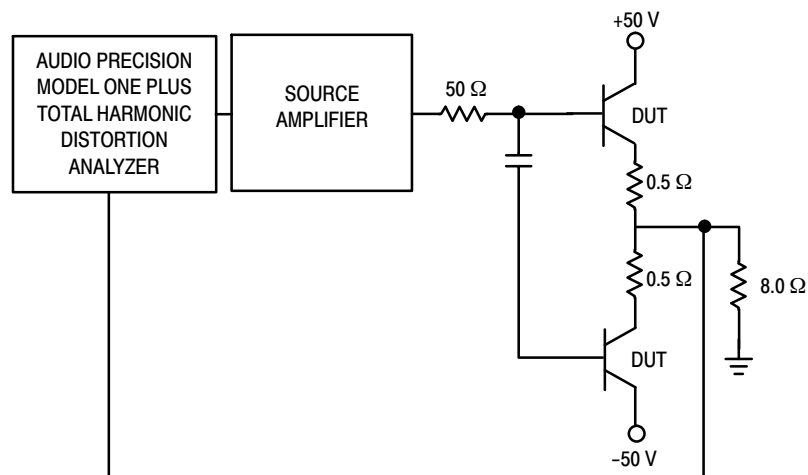 AUDIO PRECISION
MODEL ONE PLUS
TOTAL HARMONIC
DISTORTION
ANALYZER
SOURCE
AMPLIFIER
50 Ω
+50 V
DUT
0.5 Ω
0.5 Ω
8.0 Ω
DUT
–50 V